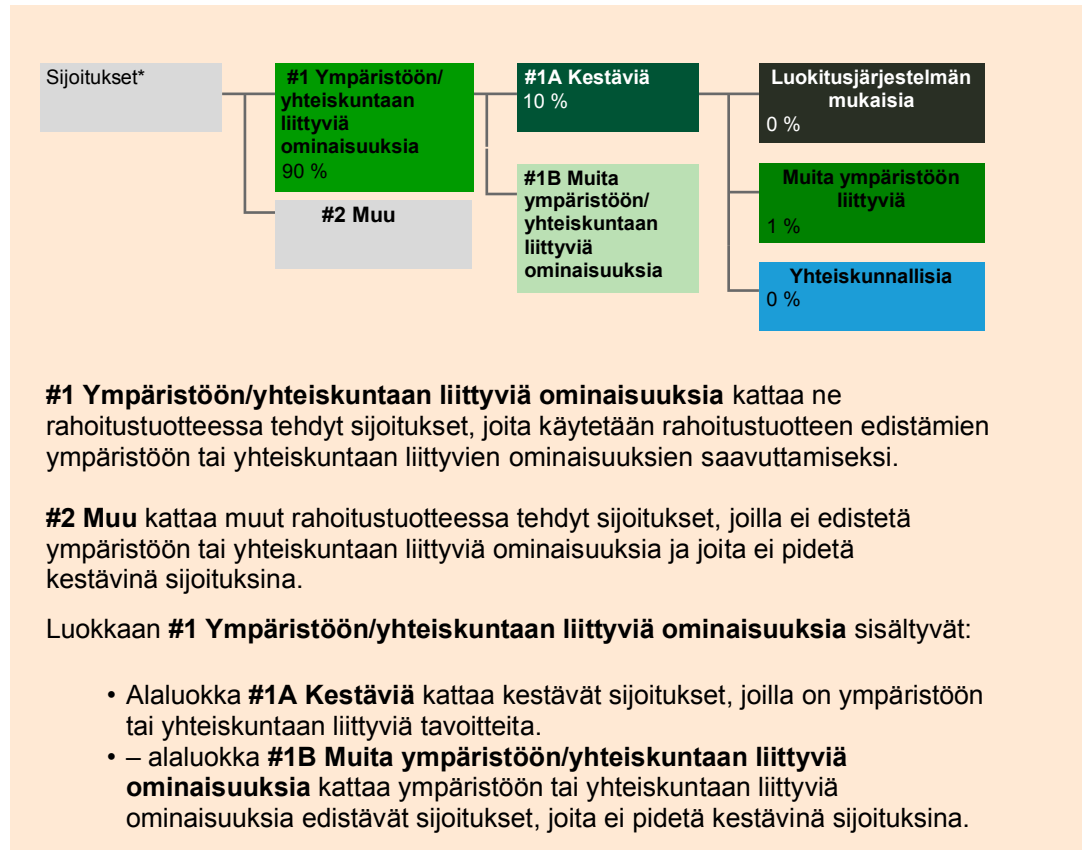 Sijoitukset*
#1 Ympäristöön/
yhteiskuntaan
liittyviä
ominaisuuksia
90 %
#2 Muu
#1A Kestäviä
10 %
#1B Muita
ympäristöön/
yhteiskuntaan
liittyviä
ominaisuuksia
Luokitusjärjestelmän
mukaisia
0 %
Muita ympäristöön
liittyviä
1 %
Yhteiskunnallisia
0 %
#1 Ympäristöön/yhteiskuntaan liittyviä ominaisuuksia kattaa ne
rahoitustuotteessa tehdyt sijoitukset, joita käytetään rahoitustuotteen edistämien
ympäristöön tai yhteiskuntaan liittyvien ominaisuuksien saavuttamiseksi.
#2 Muu kattaa muut rahoitustuotteessa tehdyt sijoitukset, joilla ei edistetä
ympäristöön tai yhteiskuntaan liittyviä ominaisuuksia ja joita ei pidetä
kestävinä sijoituksina.
Luokkaan #1 Ympäristöön/yhteiskuntaan liittyviä ominaisuuksia sisältyvät:
• Alaluokka #1A Kestäviä kattaa kestävät sijoitukset, joilla on ympäristöön
tai yhteiskuntaan liittyviä tavoitteita.
• – alaluokka #1B Muita ympäristöön/yhteiskuntaan liittyviä
ominaisuuksia kattaa ympäristöön tai yhteiskuntaan liittyviä
ominaisuuksia edistävät sijoitukset, joita ei pidetä kestävinä sijoituksina.